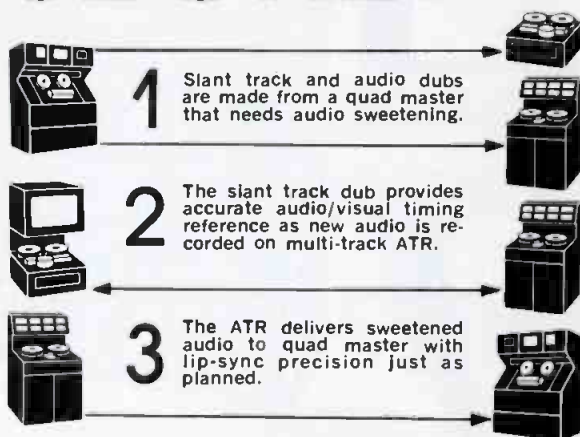 1
Slant track and audio dubs
are made from a quad master
that needs audio sweetening.
2
The slant track dub provides
accurate audio/visual timing
reference as new audio is re-
corded on multi-track ATR.
3
The ATR delivers sweetened
audio to quad master with
lip-sync precision just as
planned.